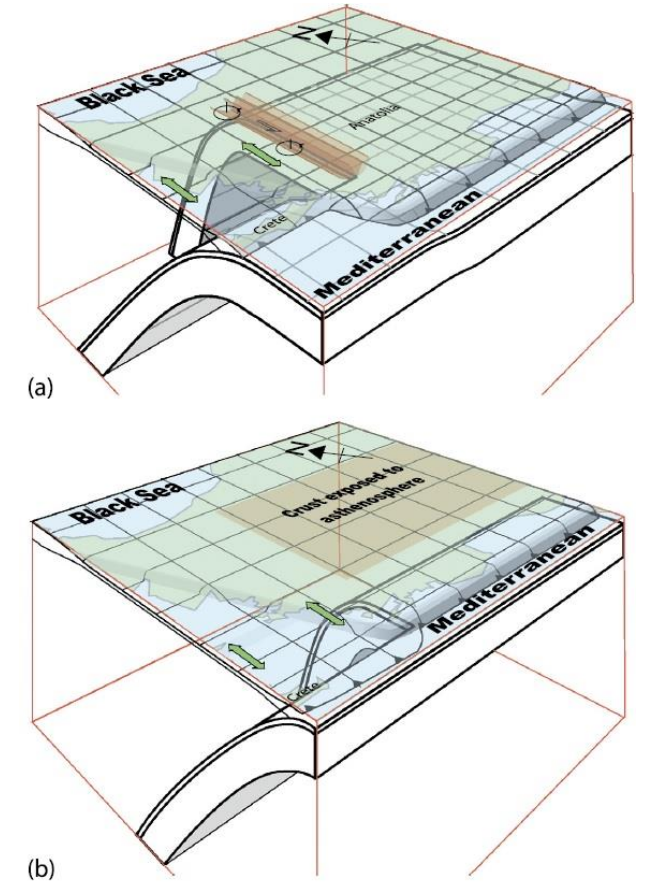 N
Black Sea
Anatolia
Crete
Mediterranean
(a)
N
Black Sea
Crust exposed to
asthenosphere
Mediterranean
Crete
(b)